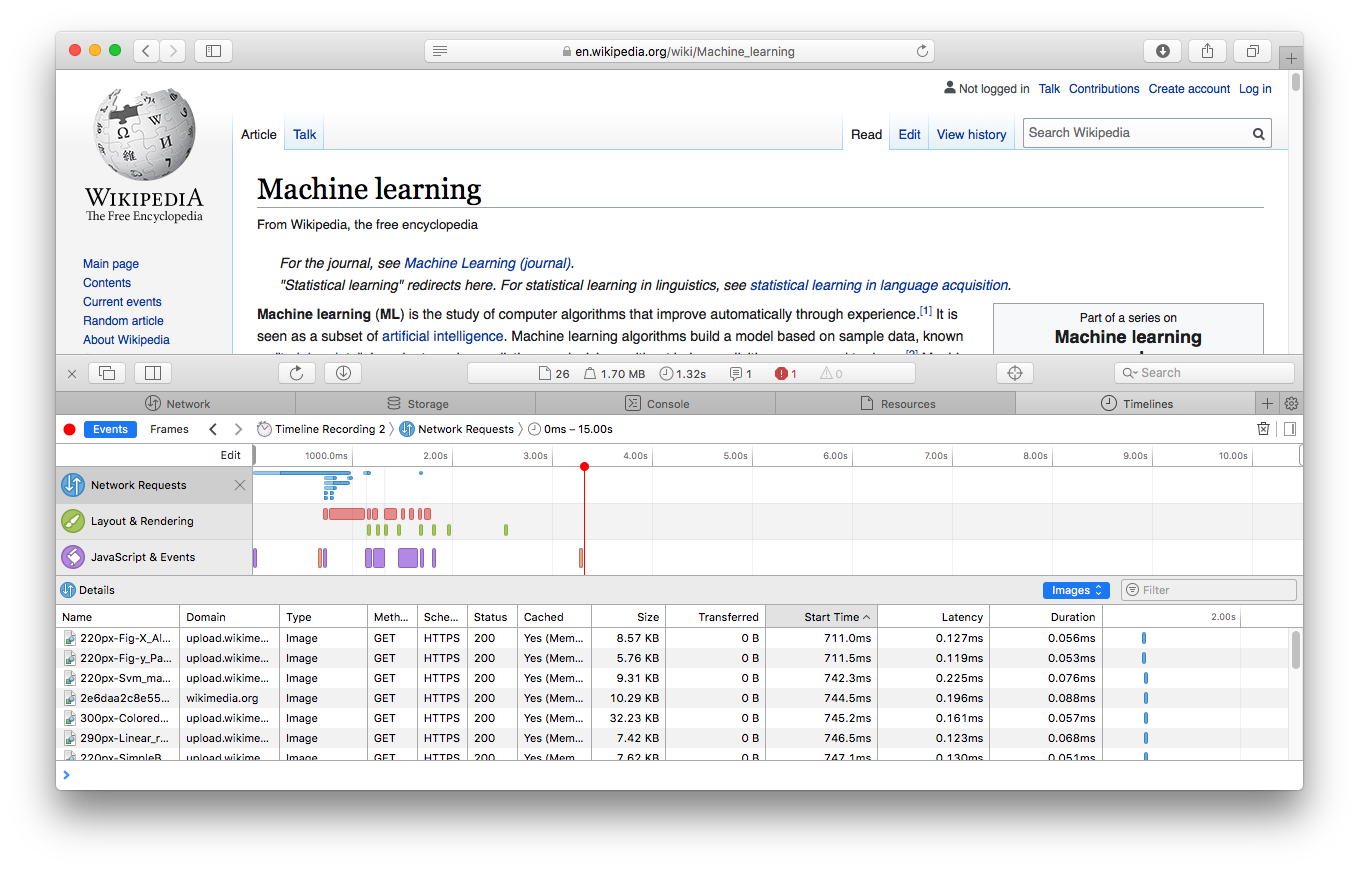 en.wikipedia.org/wiki/Machine_learning
Not logged in Talk Contributions Create account Log in
Article Talk Read Edit View history Search Wikipedia
WIKIPEDIA
The Free Encyclopedia
Main page
Contents
Current events
Random article
About Wikipedia
Machine learning
From Wikipedia, the free encyclopedia
For the journal, see Machine Learning (journal).
"Statistical learning" redirects here. For statistical learning in linguistics, see statistical learning in language acquisition.
Machine learning (ML) is the study of computer algorithms that improve automatically through experience.[1] It is
seen as a subset of artificial intelligence. Machine learning algorithms build a model based on sample data, known
Part of a series on
Machine learning
26 1.70 MB 1.32s 1 1 0 Search
Network Storage Console Resources Timelines
Events Frames Timeline Recording 2 Network Requests 0ms – 15.00s
Edit 1000.0ms 2.00s 3.00s 4.00s 5.00s 6.00s 7.00s 8.00s 9.00s 10.00s
Network Requests
Layout & Rendering
JavaScript & Events
Details Images Filter
Name Domain Type Meth... Sche... Status Cached Size Transferred Start Time Latency Duration 2.00s
220px-Fig-X_Al... upload.wikime... Image GET HTTPS 200 Yes (Mem... 8.57 KB 0 B 711.0ms 0.127ms 0.056ms
220px-Fig-y_Pa... upload.wikime... Image GET HTTPS 200 Yes (Mem... 5.76 KB 0 B 711.5ms 0.119ms 0.053ms
220px-Svm_ma... upload.wikime... Image GET HTTPS 200 Yes (Mem... 9.31 KB 0 B 742.3ms 0.225ms 0.076ms
2e6daa2c8e55... wikimedia.org Image GET HTTPS 200 Yes (Mem... 10.29 KB 0 B 744.5ms 0.196ms 0.088ms
300px-Colored... upload.wikime... Image GET HTTPS 200 Yes (Mem... 32.23 KB 0 B 745.2ms 0.161ms 0.057ms
290px-Linear_r... upload.wikime... Image GET HTTPS 200 Yes (Mem... 7.42 KB 0 B 746.5ms 0.123ms 0.068ms
220px-SimpleB... upload.wikime... Image GET HTTPS 200 Yes (Mem... 7.62 KB 0 B 747.1ms 0.130ms 0.051ms